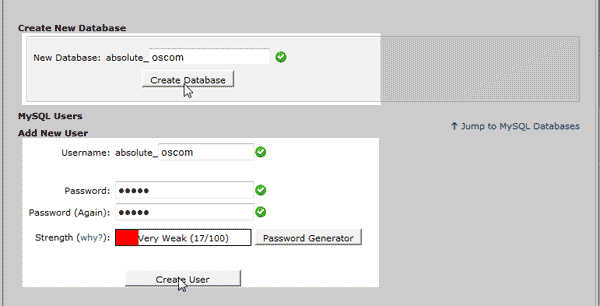 Create New Database
New Database: absolute_ oscom
Create Database
MySQL Users
↑ Jump to MySQL Databases
Add New User
Username: absolute_ oscom
Password: •••••
Password (Again): •••••
Strength (why?): Very Weak (17/100) Password Generator
Create User